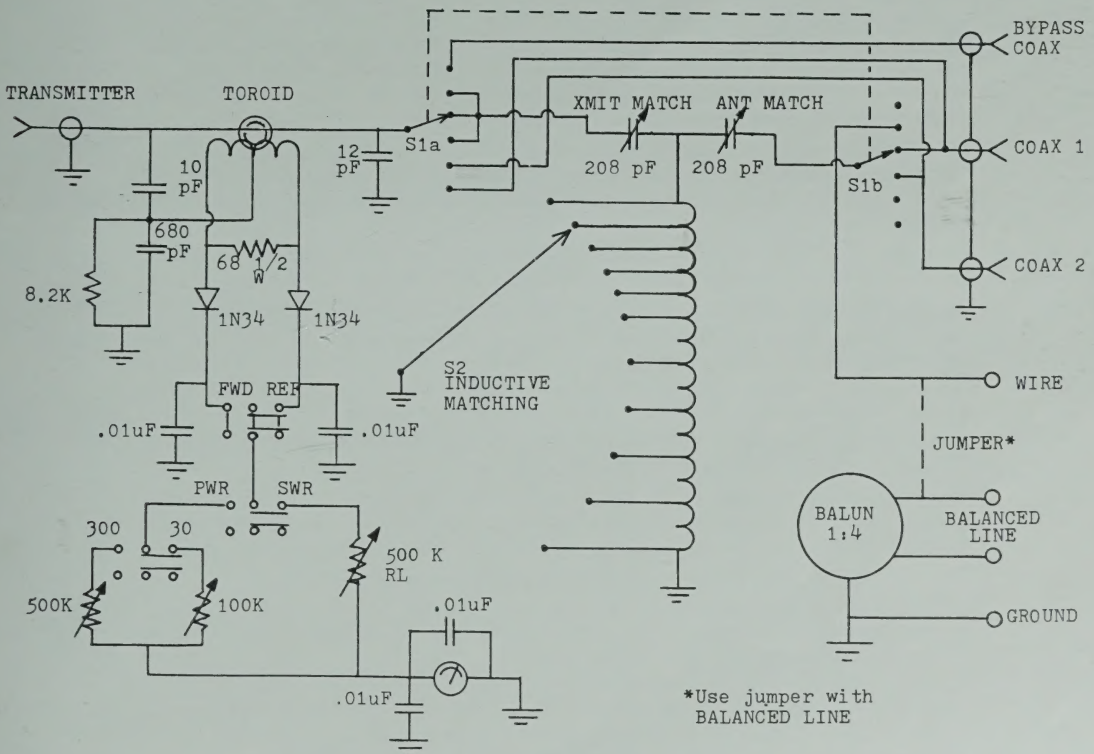 BYPASS
COAX
TRANSMITTER
TOROID
XMIT MATCH
ANT MATCH
10
pF
12
pF
S1a
208 pF
208 pF
S1b
COAX 1
680
pF
68 1/2
W
8.2K
COAX 2
1N34
1N34
S2
INDUCTIVE
MATCHING
FWD
REF
WIRE
.01uF
.01uF
JUMPER*
PWR
SWR
BALUN
1:4
BALANCED
LINE
300
30
500 K
RL
500K
100K
.01uF
GROUND
.01uF
*Use jumper with
BALANCED LINE